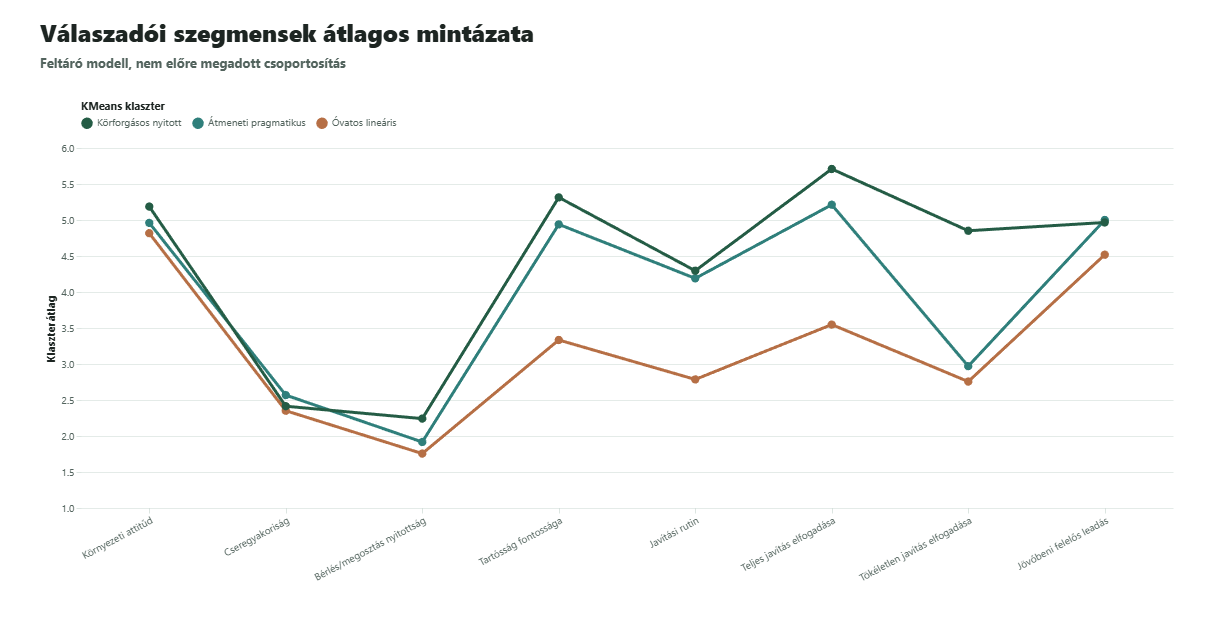 Válaszadói szegmensek átlagos mintázata
Feltáró modell, nem előre megadott csoportosítás
KMeans klaszter
Körforgásos nyitott
Átmeneti pragmatikus
Óvatos lineáris
6.0
5.5
5.0
4.5
4.0
3.5
3.0
2.5
2.0
1.5
1.0
Klaszterátlag
Környezeti attitűd
Cseregyakoriság
Bérlés/megosztás nyitottság
Tartósság fontossága
Javítási rutin
Teljes javítás elfogadása
Tökéletlen javítás elfogadása
Jövőbeni felelős leadás